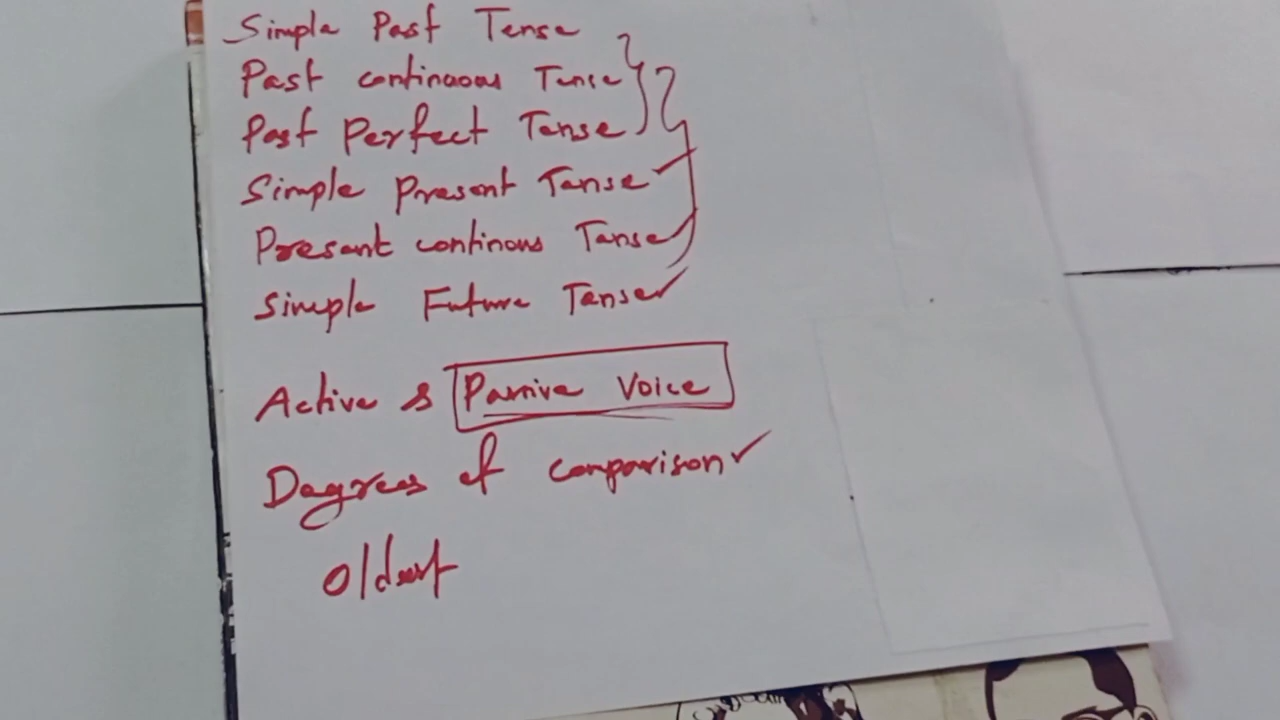 Simple Past Tense
Past continuous Tense
Past Perfect Tense
Simple Present Tense
Present continous Tense
Simple Future Tense
Active & Passive Voice
Degrees of comparison
Oldest